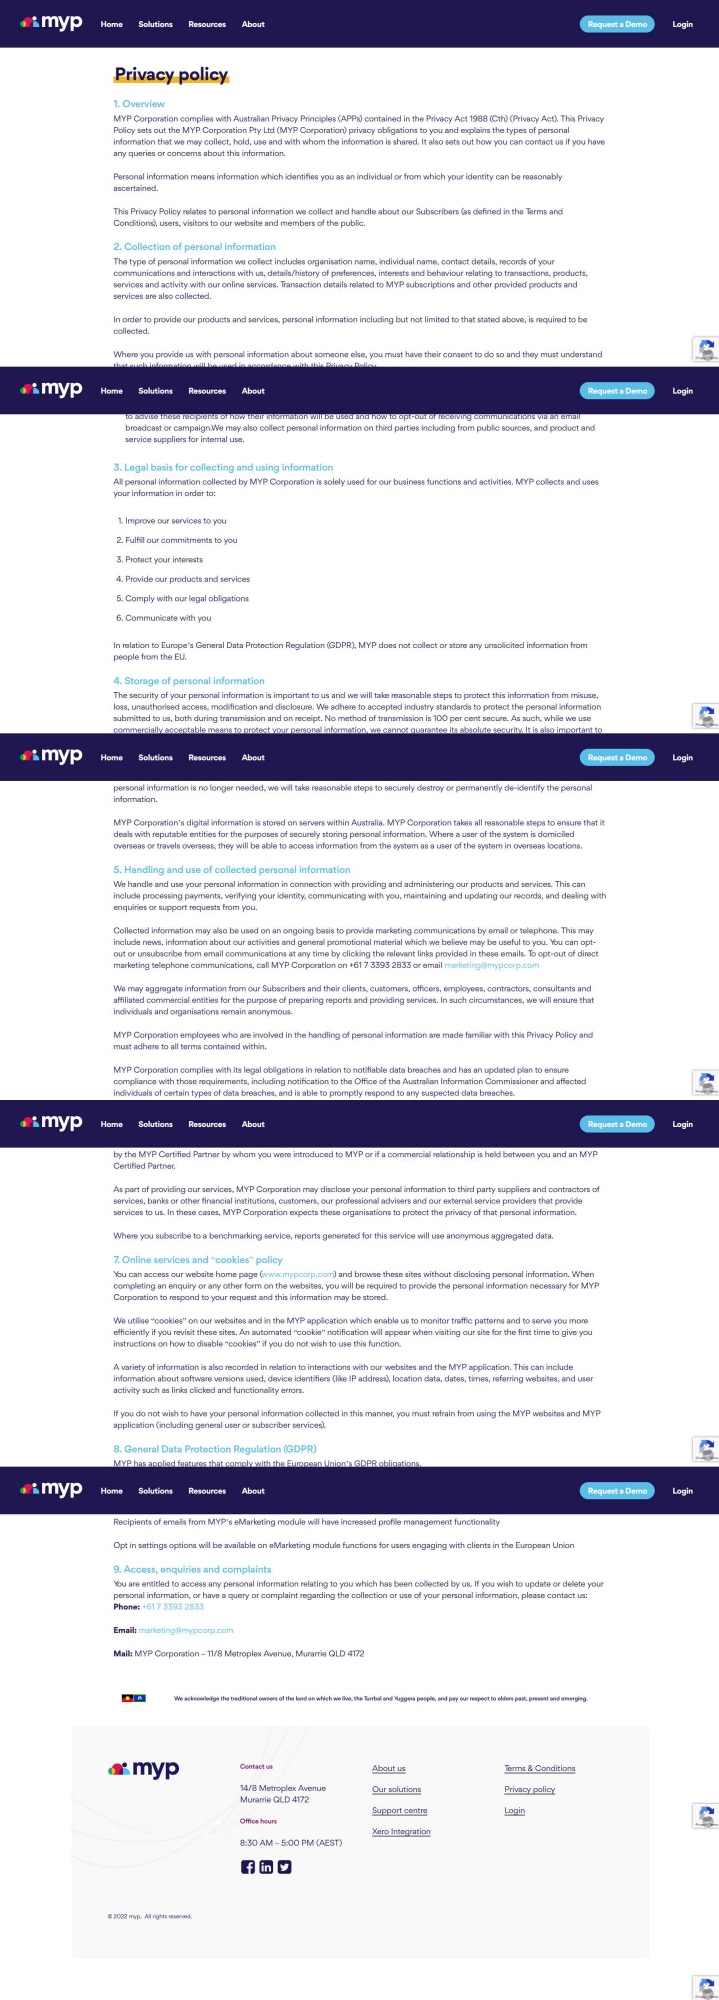 myp Home Solutions Resources About Request a Demo Login
Privacy policy
1. Overview
MYP Corporation complies with Australian Privacy Principles (APPs) contained in the Privacy Act 1988 (Cth) (Privacy Act). This Privacy
Policy sets out the MYP Corporation Pty Ltd (MYP Corporation) privacy obligations to you and explains the types of personal
information that we may collect, hold, use and with whom the information is shared. It also sets out how you can contact us if you have
any queries or concerns about this information.
Personal information means information which identifies you as an individual or from which your identity can be reasonably
ascertained.
This Privacy Policy relates to personal information we collect and handle about our Subscribers (as defined in the Terms and
Conditions), users, visitors to our website and members of the public.
2. Collection of personal information
The type of personal information we collect includes organisation name, individual name, contact details, records of your
communications and interactions with us, details/history of preferences, interests and behaviour relating to transactions, products,
services and activity with our online services. Transaction details related to MYP subscriptions and other provided products and
services are also collected.
In order to provide our products and services, personal information including but not limited to that stated above, is required to be
collected.
Where you provide us with personal information about someone else, you must have their consent to do so and they must understand
that such information will be used in accordance with this Privacy Policy.
myp Home Solutions Resources About Request a Demo Login
to advise these recipients of how their information will be used and how to opt-out of receiving communications via an email
broadcast or campaign.We may also collect personal information on third parties including from public sources, and product and
service suppliers for internal use.
3. Legal basis for collecting and using information
All personal information collected by MYP Corporation is solely used for our business functions and activities. MYP collects and uses
your information in order to:
1. Improve our services to you
2. Fulfill our commitments to you
3. Protect your interests
4. Provide our products and services
5. Comply with our legal obligations
6. Communicate with you
In relation to Europe's General Data Protection Regulation (GDPR), MYP does not collect or store any unsolicited information from
people from the EU.
4. Storage of personal information
The security of your personal information is important to us and we will take reasonable steps to protect this information from misuse,
loss, unauthorised access, modification and disclosure. We adhere to accepted industry standards to protect the personal information
submitted to us, both during transmission and on receipt. No method of transmission is 100 per cent secure. As such, while we use
commercially acceptable means to protect your personal information, we cannot guarantee its absolute security. It is also important to
myp Home Solutions Resources About Request a Demo Login
personal information is no longer needed, we will take reasonable steps to securely destroy or permanently de-identify the personal
information.
MYP Corporation's digital information is stored on servers within Australia. MYP Corporation takes all reasonable steps to ensure that it
deals with reputable entities for the purposes of securely storing personal information. Where a user of the system is domiciled
overseas or travels overseas, they will be able to access information from the system as a user of the system in overseas locations.
5. Handling and use of collected personal information
We handle and use your personal information in connection with providing and administering our products and services. This can
include processing payments, verifying your identity, communicating with you, maintaining and updating our records, and dealing with
enquiries or support requests from you.
Collected information may also be used on an ongoing basis to provide marketing communications by email or telephone. This may
include news, information about our activities and general promotional material which we believe may be useful to you. You can opt-
out or unsubscribe from email communications at any time by clicking the relevant links provided in these emails. To opt-out of direct
marketing telephone communications, call MYP Corporation on +61 7 3393 2833 or email marketing@mypcorp.com
We may aggregate information from our Subscribers and their clients, customers, officers, employees, contractors, consultants and
affiliated commercial entities for the purpose of preparing reports and providing services. In such circumstances, we will ensure that
individuals and organisations remain anonymous.
MYP Corporation employees who are involved in the handling of personal information are made familiar with this Privacy Policy and
must adhere to all terms contained within.
MYP Corporation complies with its legal obligations in relation to notifiable data breaches and has an updated plan to ensure
compliance with those requirements, including notification to the Office of the Australian Information Commissioner and affected
individuals of certain types of data breaches, and is able to promptly respond to any suspected data breaches.
myp Home Solutions Resources About Request a Demo Login
by the MYP Certified Partner by whom you were introduced to MYP or if a commercial relationship is held between you and an MYP
Certified Partner.
As part of providing our services, MYP Corporation may disclose your personal information to third party suppliers and contractors of
services, banks or other financial institutions, customers, our professional advisers and our external service providers that provide
services to us. In these cases, MYP Corporation expects these organisations to protect the privacy of that personal information.
Where you subscribe to a benchmarking service, reports generated for this service will use anonymous aggregated data.
7. Online services and "cookies" policy
You can access our website home page (www.mypcorp.com) and browse these sites without disclosing personal information. When
completing an enquiry or any other form on the websites, you will be required to provide the personal information necessary for MYP
Corporation to respond to your request and this information may be stored.
We utilise "cookies" on our websites and in the MYP application which enable us to monitor traffic patterns and to serve you more
efficiently if you revisit these sites. An automated "cookie" notification will appear when visiting our site for the first time to give you
instructions on how to disable "cookies" if you do not wish to use this function.
A variety of information is also recorded in relation to interactions with our websites and the MYP application. This can include
information about software versions used, device identifiers (like IP address), location data, dates, times, referring websites, and user
activity such as links clicked and functionality errors.
If you do not wish to have your personal information collected in this manner, you must refrain from using the MYP websites and MYP
application (including general user or subscriber services).
8. General Data Protection Regulation (GDPR)
MYP has applied features that comply with the European Union's GDPR obligations.
myp Home Solutions Resources About Request a Demo Login
Recipients of emails from MYP's eMarketing module will have increased profile management functionality
Opt in settings options will be available on eMarketing module functions for users engaging with clients in the European Union
9. Access, enquiries and complaints
You are entitled to access any personal information relating to you which has been collected by us. If you wish to update or delete your
personal information, or have a query or complaint regarding the collection or use of your personal information, please contact us:
Phone: +61 7 3393 2833
Email: marketing@mypcorp.com
Mail: MYP Corporation – 11/8 Metroplex Avenue, Murarrie QLD 4172
We acknowledge the traditional owners of the land on which we live, the Turrbal and Yuggera people, and pay our respect to elders past, present and emerging.
myp
Contact us
14/8 Metroplex Avenue
Murarrie QLD 4172
Office hours
8:30 AM – 5:00 PM (AEST)
About us
Our solutions
Support centre
Xero Integration
Terms & Conditions
Privacy policy
Login
© 2022 myp. All rights reserved.